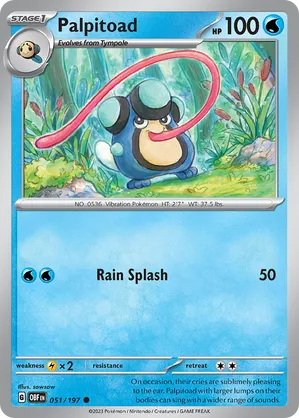 STAGE 1
Palpitoad
HP 100
Evolves from Tympole
NO. 0536 Vibration Pokémon HT: 2'7" WT: 37.5 lbs.
Rain Splash 50
weakness ×2 resistance retreat
Illus. sowsow
G OBF EN 051/197
On occasion, their cries are sublimely pleasing
to the ear. Palpitoad with larger lumps on their
bodies can sing with a wider range of sounds.
©2023 Pokémon / Nintendo / Creatures / GAME FREAK